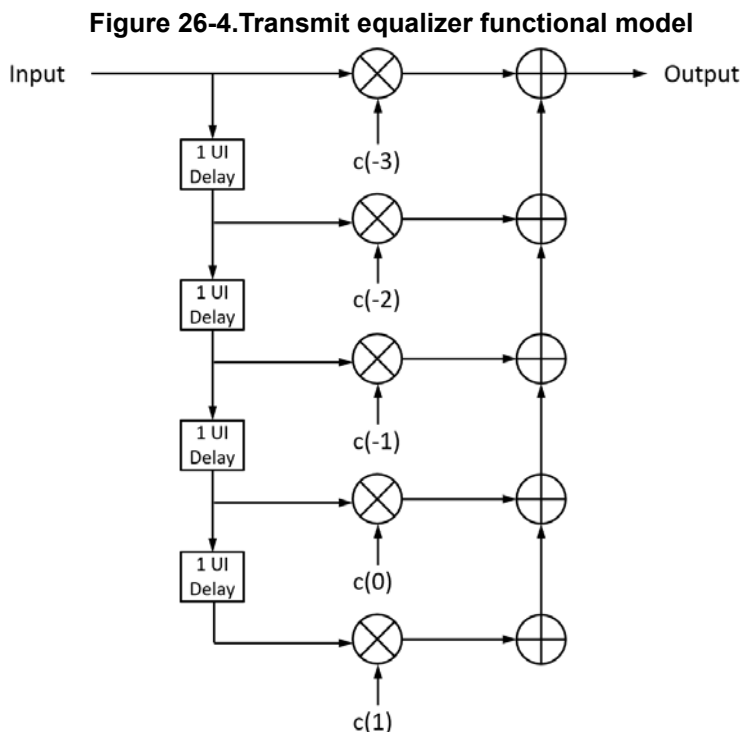 Figure 26-4.Transmit equalizer functional model
Input
Output
1 UI
Delay
c(-3)
1 UI
Delay
c(-2)
1 UI
Delay
c(-1)
1 UI
Delay
c(0)
c(1)